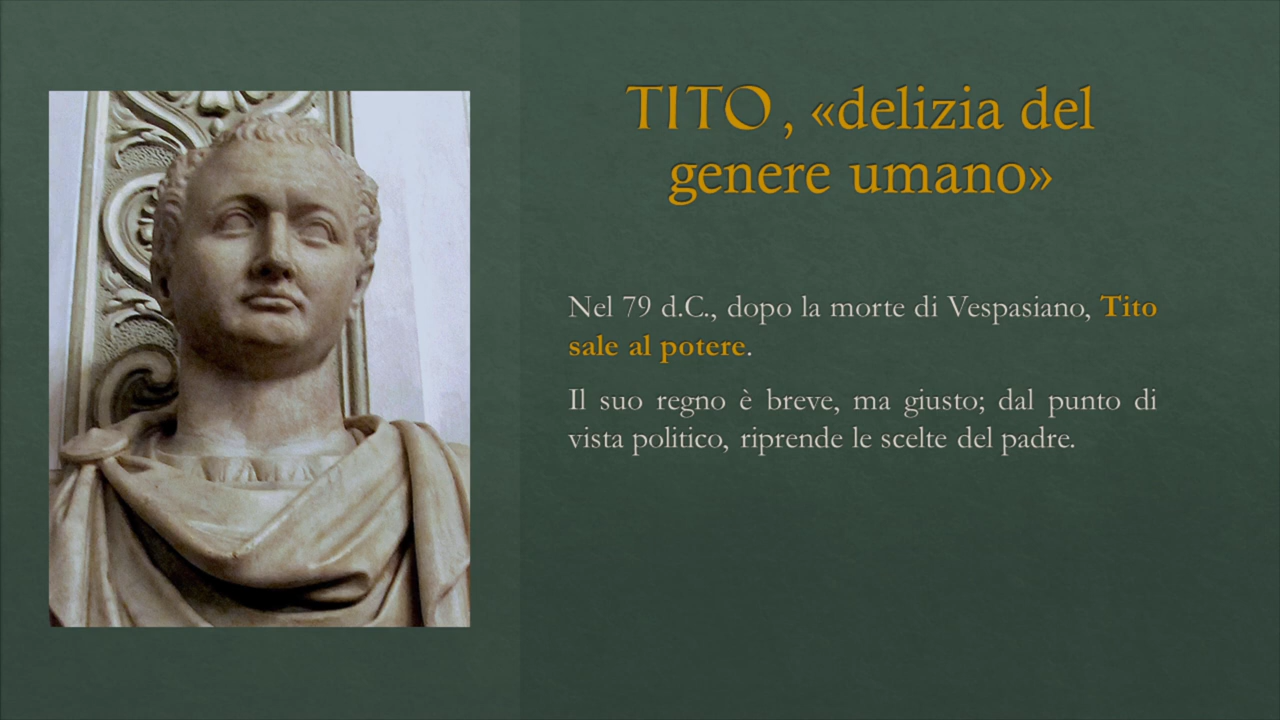 TITO, «delizia del
genere umano»
Nel 79 d.C., dopo la morte di Vespasiano, Tito
sale al potere.
Il suo regno è breve, ma giusto; dal punto di
vista politico, riprende le scelte del padre.